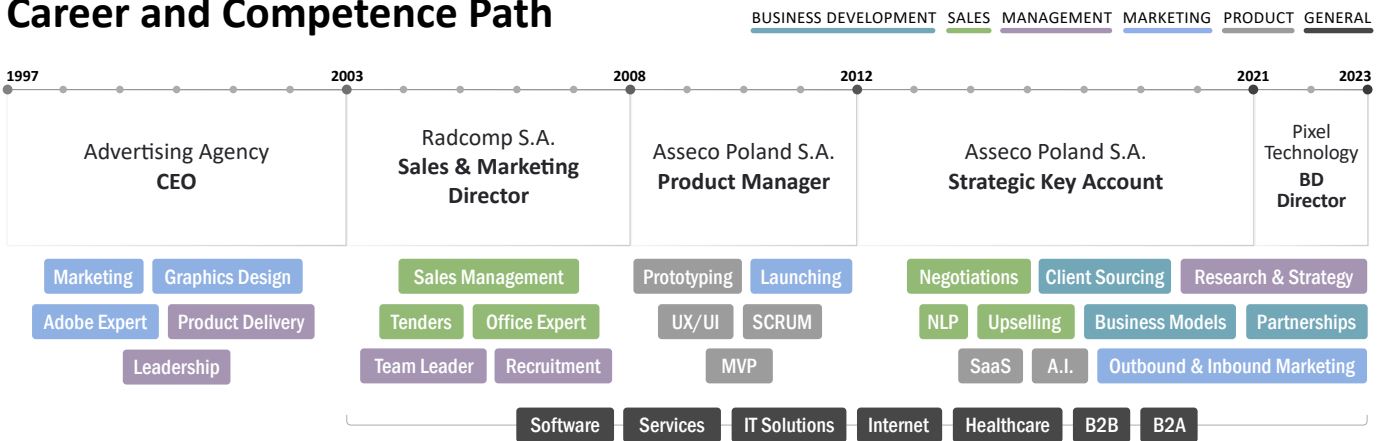 Career and Competence Path
BUSINESS DEVELOPMENT SALES MANAGEMENT MARKETING PRODUCT GENERAL
1997 2003 2008 2012 2021 2023
Advertising Agency
CEO
Radcomp S.A.
Sales & Marketing
Director
Asseco Poland S.A.
Product Manager
Asseco Poland S.A.
Strategic Key Account
Pixel
Technology
BD
Director
Marketing Graphics Design
Adobe Expert Product Delivery
Leadership
Sales Management
Tenders Office Expert
Team Leader Recruitment
Prototyping Launching
UX/UI SCRUM
MVP
Negotiations Client Sourcing Research & Strategy
NLP Upselling Business Models Partnerships
SaaS A.I. Outbound & Inbound Marketing
Software Services IT Solutions Internet Healthcare B2B B2A